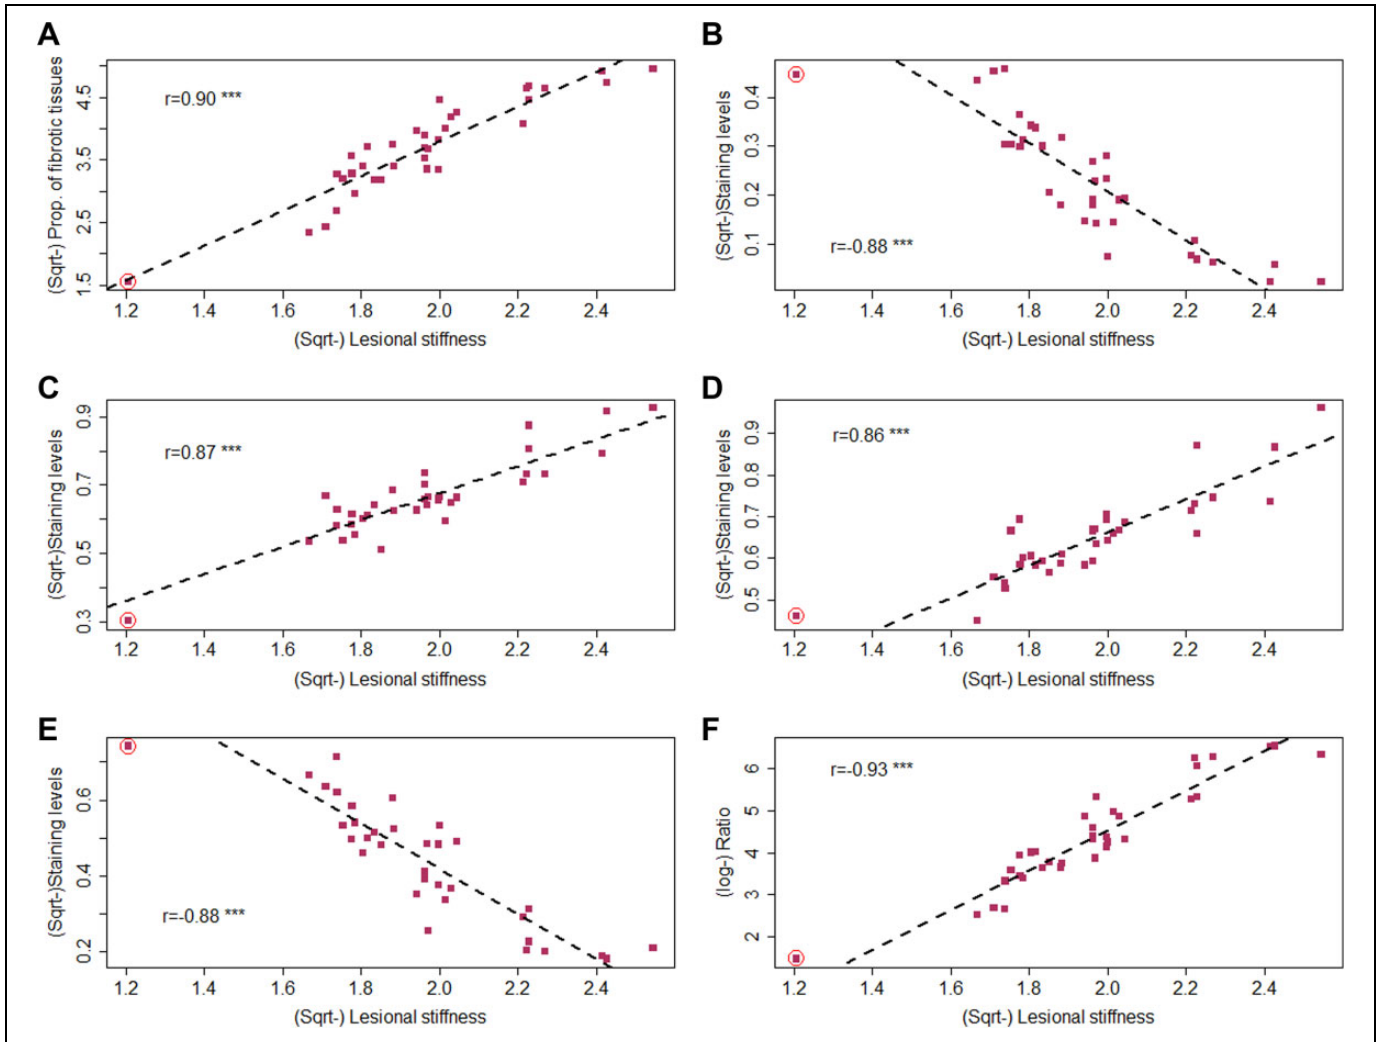 A
(Sqrt-) Prop. of fibrotic tissues
4.5
3.5
2.5
1.5
r=0.90 ***
1.2 1.4 1.6 1.8 2.0 2.2 2.4
(Sqrt-) Lesional stiffness
B
(Sqrt-)Staining levels
0.4
0.3
0.2
0.1
r=-0.88 ***
1.2 1.4 1.6 1.8 2.0 2.2 2.4
(Sqrt-) Lesional stiffness
C
(Sqrt-)Staining levels
0.9
0.7
0.5
0.3
r=0.87 ***
1.2 1.4 1.6 1.8 2.0 2.2 2.4
(Sqrt-) Lesional stiffness
D
(Sqrt-)Staining levels
0.9
0.8
0.7
0.6
0.5
r=0.86 ***
1.2 1.4 1.6 1.8 2.0 2.2 2.4
(Sqrt-) Lesional stiffness
E
(Sqrt-)Staining levels
0.6
0.4
0.2
r=-0.88 ***
1.2 1.4 1.6 1.8 2.0 2.2 2.4
(Sqrt-) Lesional stiffness
F
(log-) Ratio
6
5
4
3
2
r=-0.93 ***
1.2 1.4 1.6 1.8 2.0 2.2 2.4
(Sqrt-) Lesional stiffness